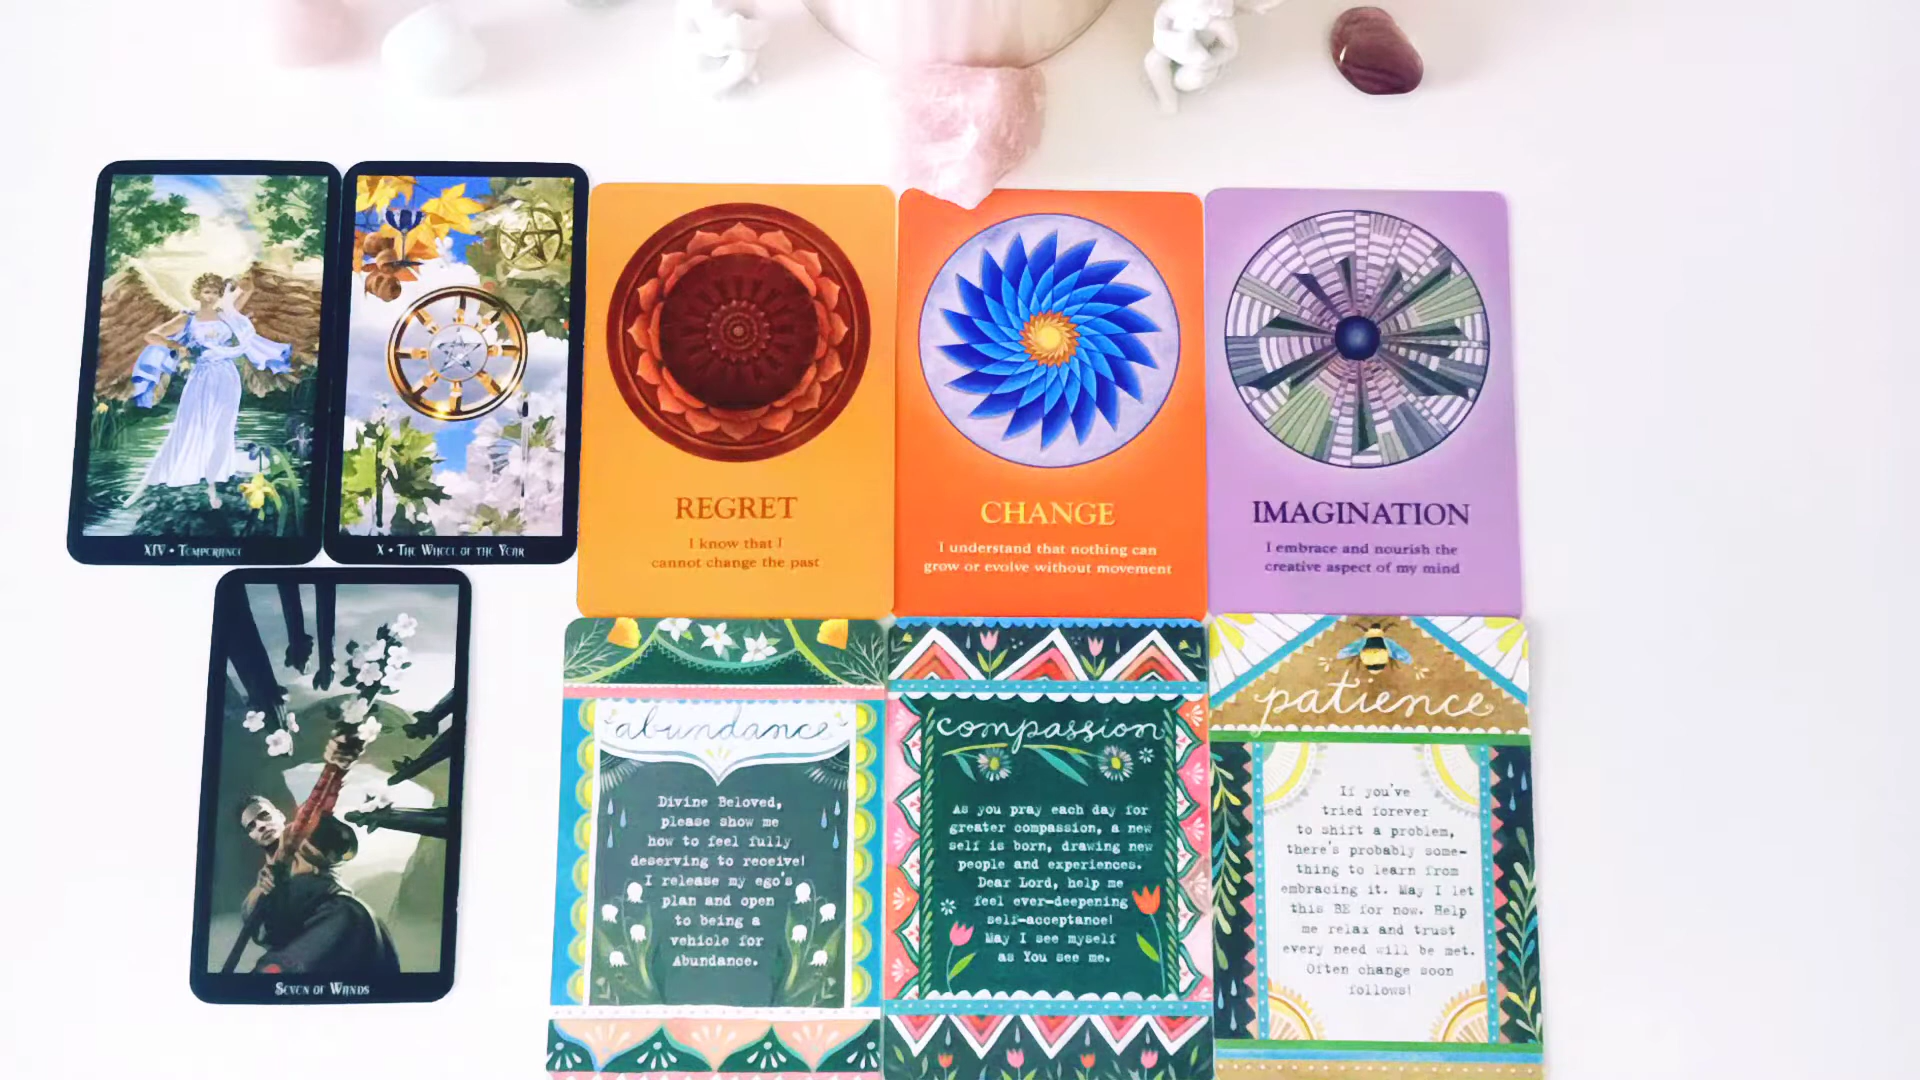 XIV • Temperance
X • The Wheel of the Year
REGRET
I know that I
cannot change the past
CHANGE
I understand that nothing can
grow or evolve without movement
IMAGINATION
I embrace and nourish the
creative aspect of my mind
Seven of Wands
abundance
Divine Beloved,
please show me
how to feel fully
deserving to receive!
I release my ego's
plan and open
to being a
vehicle for
Abundance.
compassion
As you pray each day for
greater compassion, a new
self is born, drawing new
people and experiences.
Dear Lord, help me
feel ever-deepening
self-acceptance!
May I see myself
as You see me.
patience
If you've
tried forever
to shift a problem,
there's probably some-
thing to learn from
embracing it. May I let
this BE for now. Help
me relax and trust
every need will be met.
Often change soon
follows!